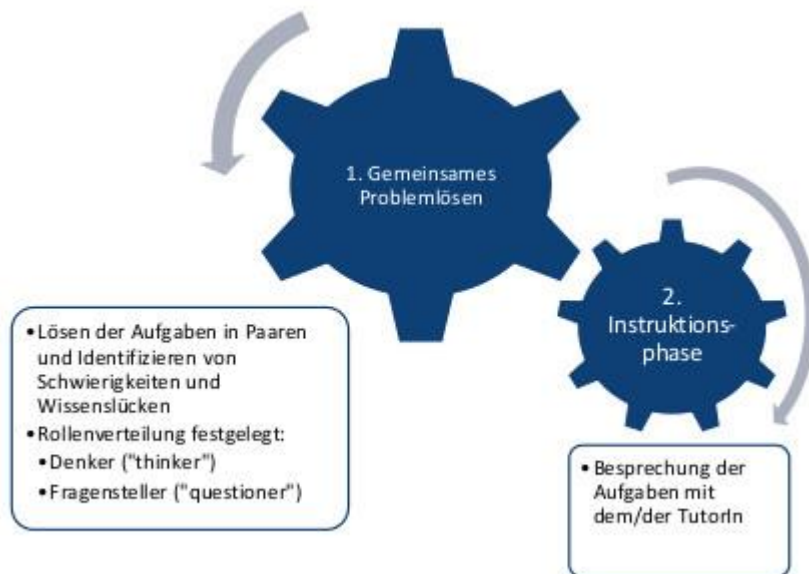 1. Gemeinsames
Problemlösen
2.
Instruktions-
phase
•Lösen der Aufgaben in Paaren
und Identifizieren von
Schwierigkeiten und
Wissenslücken
•Rollenverteilung festgelegt:
•Denker ("thinker")
•Fragensteller ("questioner")
•Besprechung der
Aufgaben mit
dem/der TutorIn